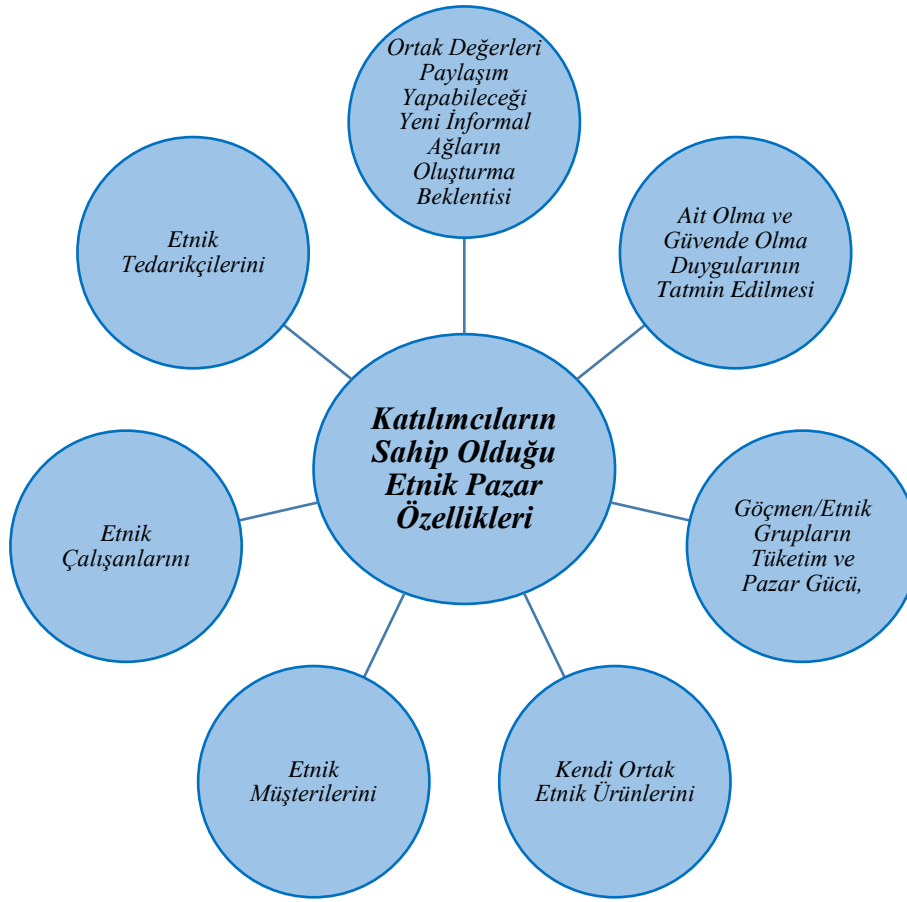 Ortak Değerleri
Paylaşım
Yapabileceği
Yeni İnformal
Ağların
Oluşturma
Beklentisi
Ait Olma ve
Güvende Olma
Duygularının
Tatmin Edilmesi
Göçmen/Etnik
Grupların
Tüketim ve
Pazar Gücü,
Kendi Ortak
Etnik Ürünlerini
Etnik
Müşterilerini
Etnik
Çalışanlarını
Etnik
Tedarikçilerini
Katılımcıların
Sahip Olduğu
Etnik Pazar
Özellikleri